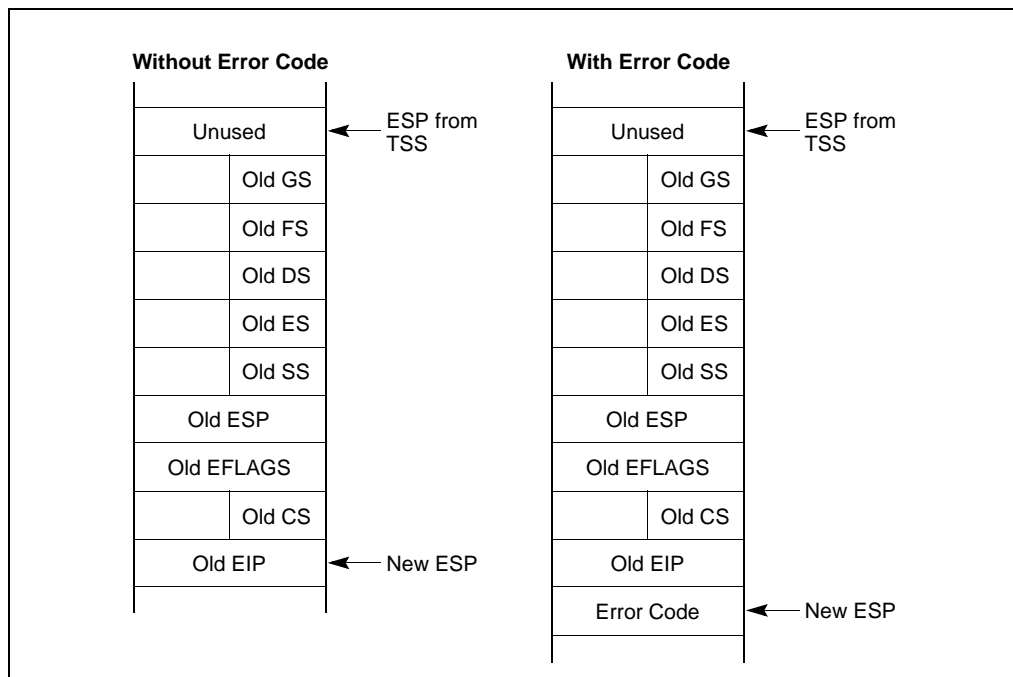 Without Error Code
Unused
ESP from
TSS
Old GS
Old FS
Old DS
Old ES
Old SS
Old ESP
Old EFLAGS
Old CS
Old EIP
New ESP
With Error Code
Unused
ESP from
TSS
Old GS
Old FS
Old DS
Old ES
Old SS
Old ESP
Old EFLAGS
Old CS
Old EIP
Error Code
New ESP